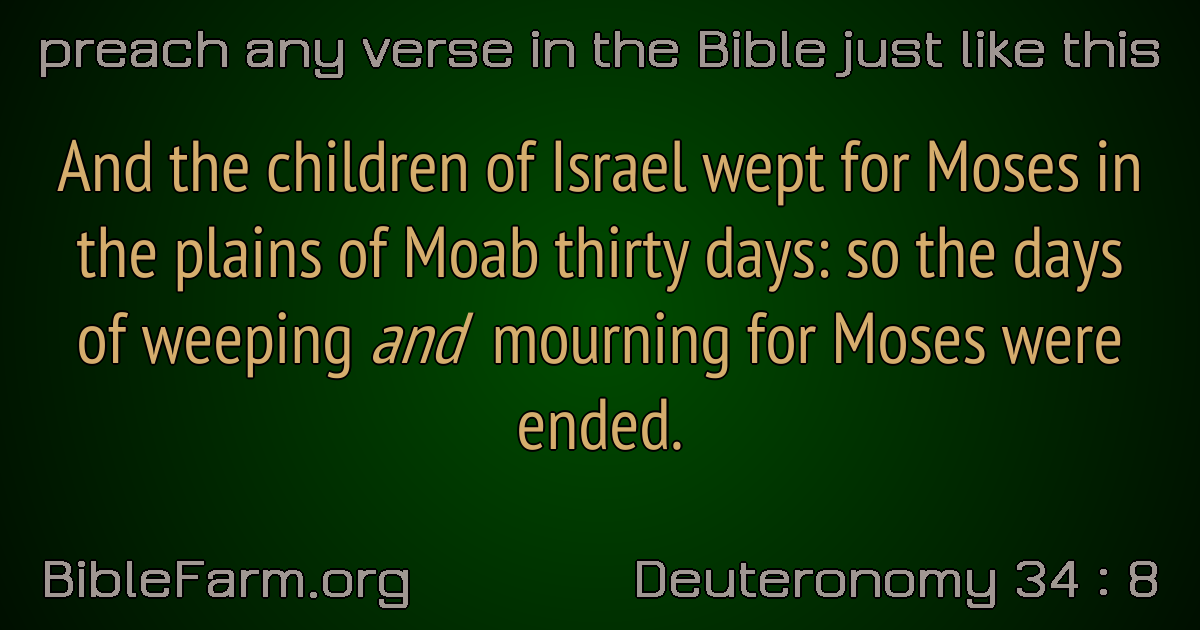 preach any verse in the Bible just like this
And the children of Israel wept for Moses in
the plains of Moab thirty days: so the days
of weeping and mourning for Moses were
ended.
BibleFarm.org
Deuteronomy 34 : 8